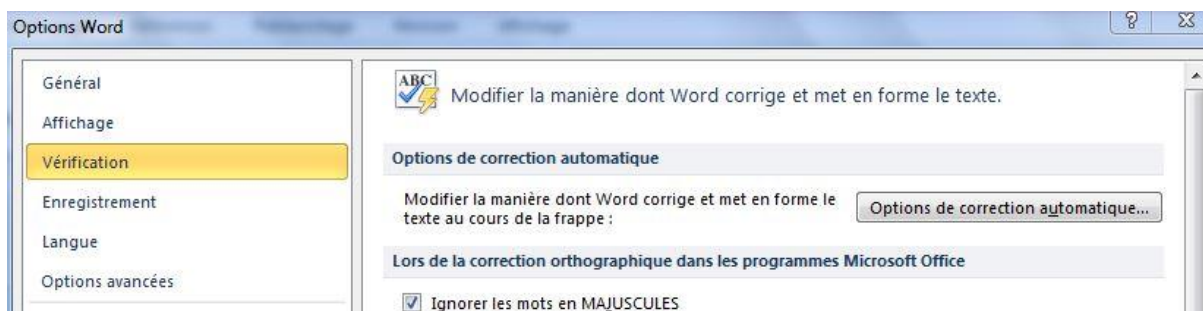 Options Word
Général
Affichage
Vérification
Enregistrement
Langue
Options avancées
ABC
Modifier la manière dont Word corrige et met en forme le texte.
Options de correction automatique
Modifier la manière dont Word corrige et met en forme le
texte au cours de la frappe :
Options de correction automatique...
Lors de la correction orthographique dans les programmes Microsoft Office
Ignorer les mots en MAJUSCULES